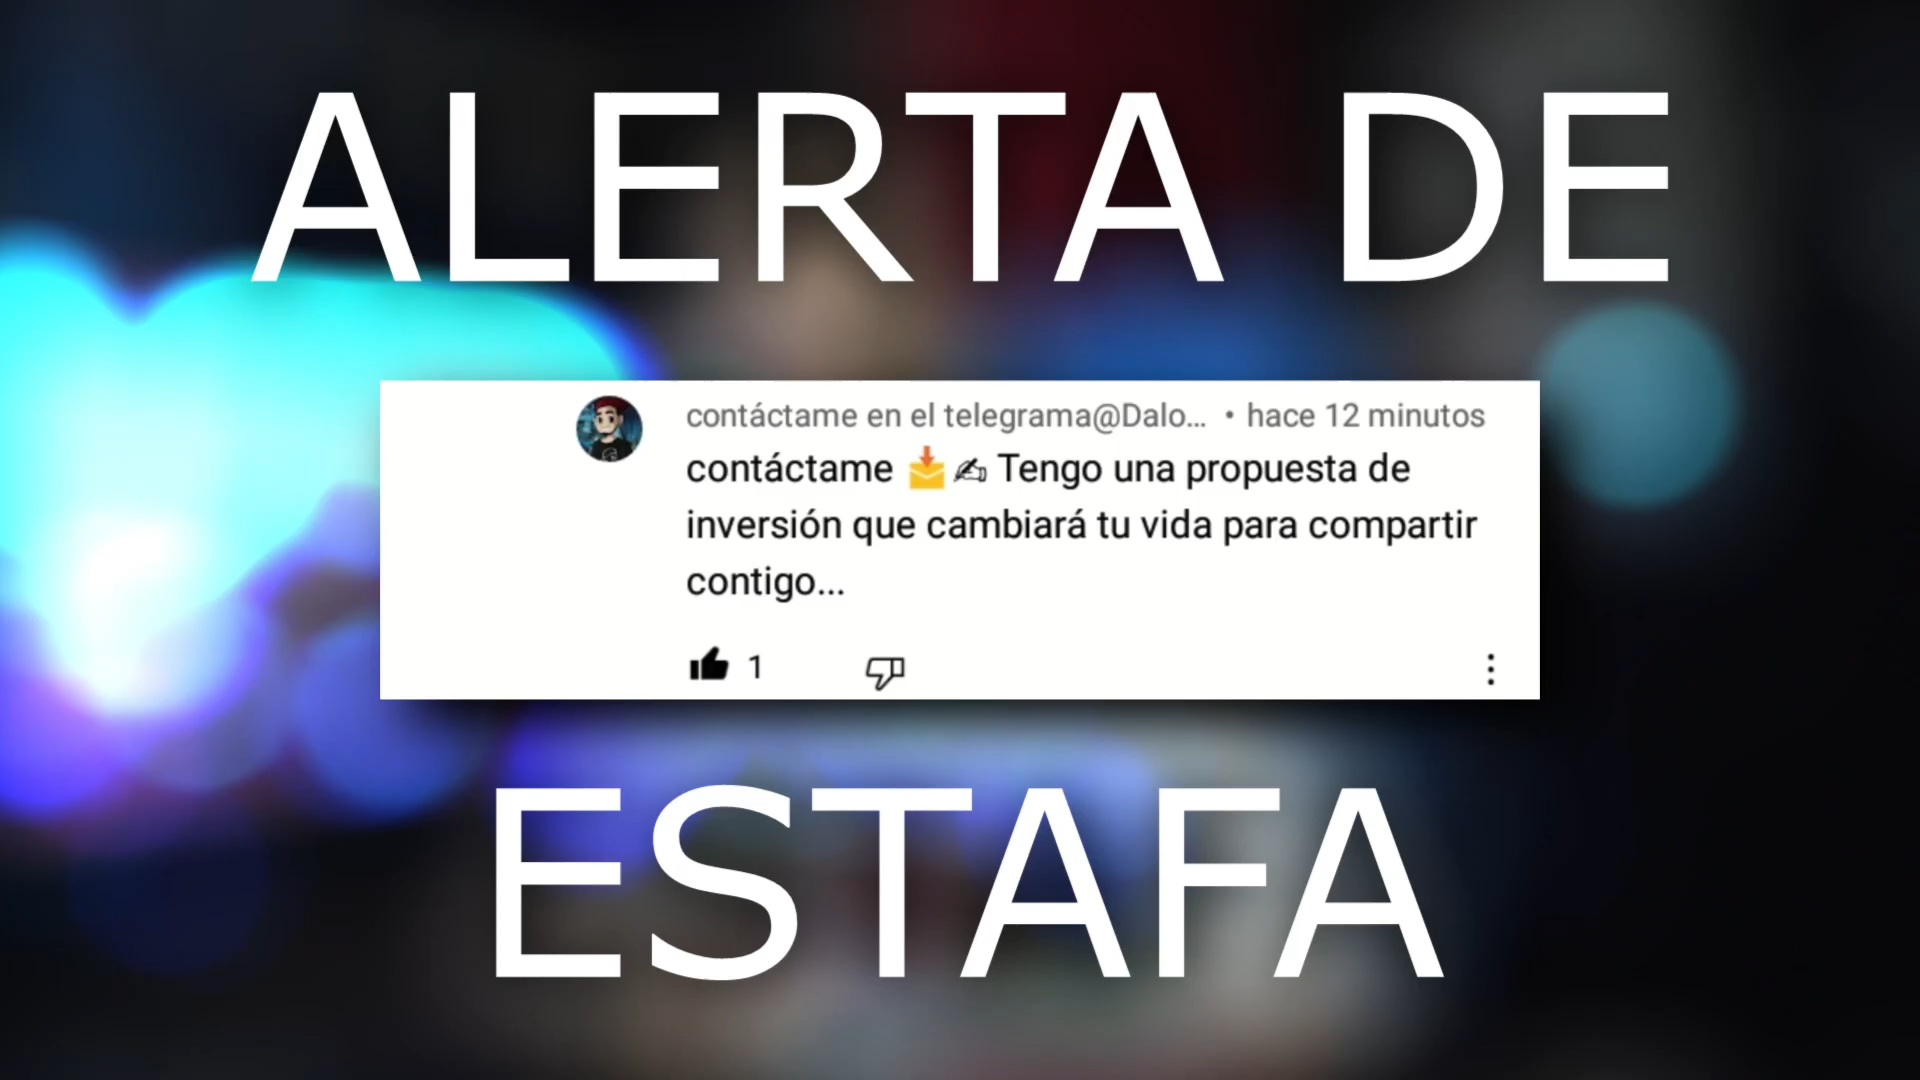 ALERTA DE
contáctame en el telegrama@Dalo... • hace 12 minutos
contáctame 📩✍ Tengo una propuesta de
inversión que cambiará tu vida para compartir
contigo...
1
ESTAFA